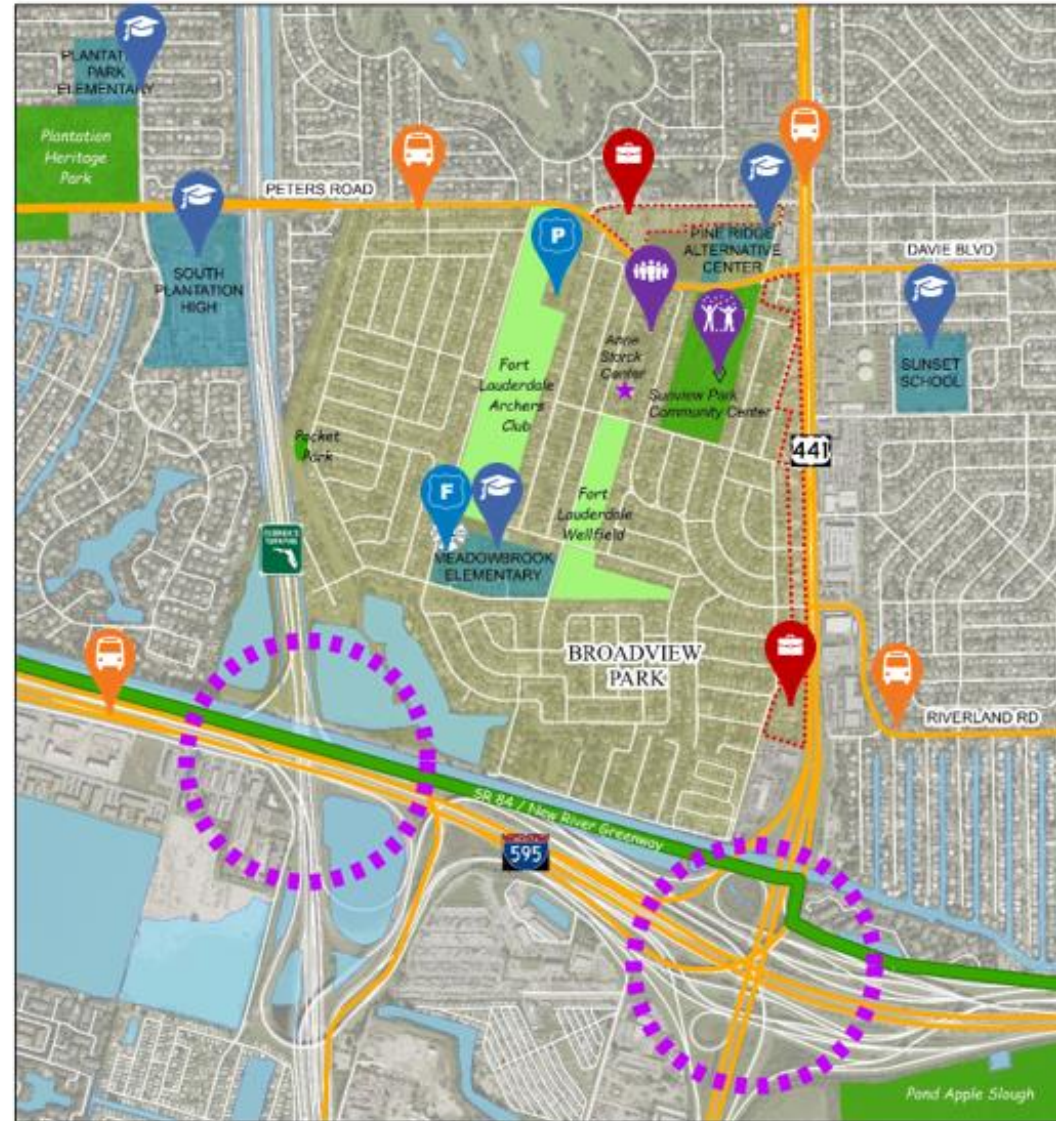 PLANTATION
PARK
ELEMENTARY
Plantation
Heritage
Park
PETERS ROAD
P
PINE RIDGE
ALTERNATIVE
CENTER
DAVIE BLVD
SOUTH
PLANTATION
HIGH
Fort
Lauderdale
Archers
Club
Anne
Storck
Center
Sunview Park
Community Center
SUNSET
SCHOOL
441
Pocket
Park
F
Fort
Lauderdale
Wellfield
MEADOWBROOK
ELEMENTARY
BROADVIEW
PARK
RIVERLAND RD
SR 84 / New River Greenway
595
Pond Apple Slough